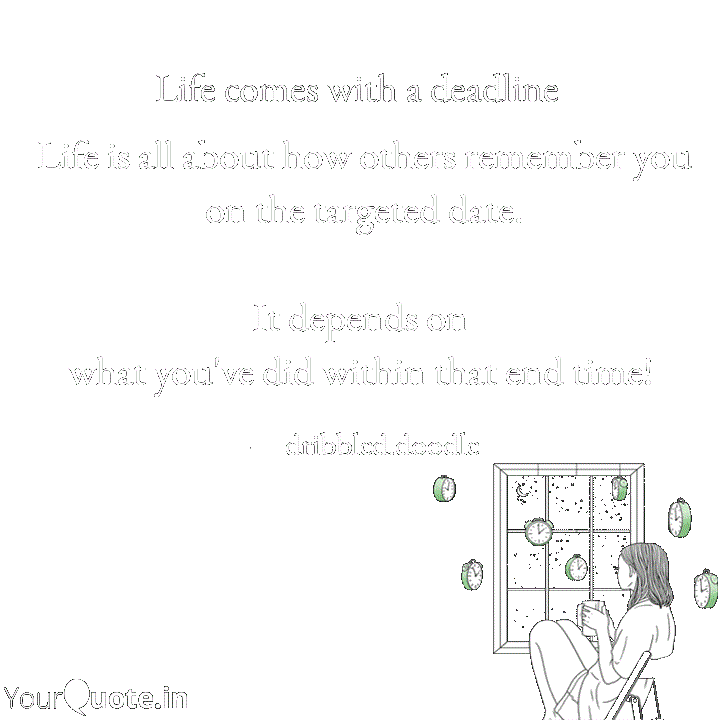 Life comes with a deadline
Life is all about how others remember you
on the targeted date.
It depends on
what you've did within that end time!
— dribbled.doodle
YourQuote.in